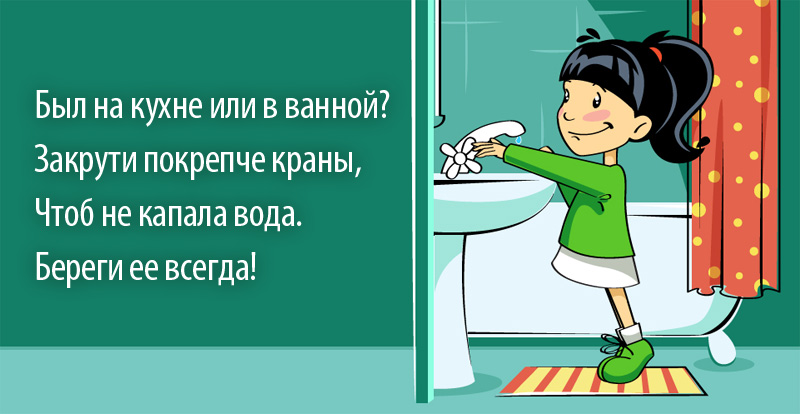 Был на кухне или в ванной?
Закрути покрепче краны,
Чтоб не капала вода.
Береги ее всегда!